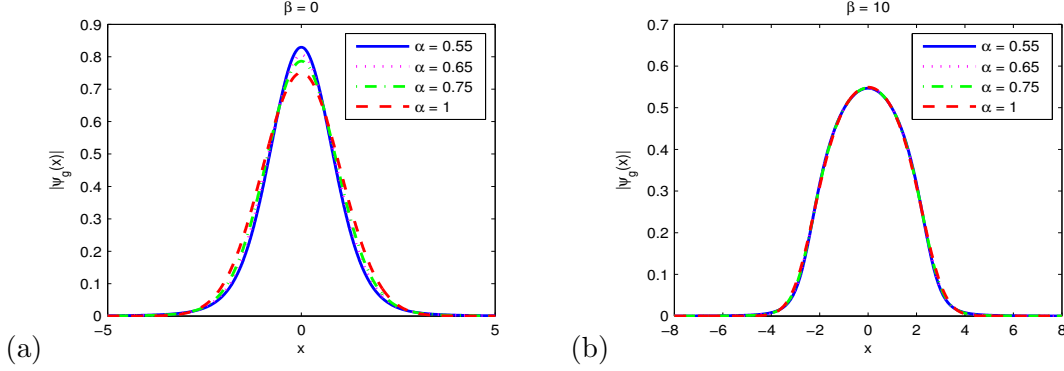 β = 0
0.9
0.8
0.7
0.6
0.5
0.4
0.3
0.2
0.1
0
|ψg(x)|
α = 0.55
α = 0.65
α = 0.75
α = 1
−5
0
5
x
(a)
β = 10
0.7
0.6
0.5
0.4
0.3
0.2
0.1
0
|ψg(x)|
α = 0.55
α = 0.65
α = 0.75
α = 1
−8
−6
−4
−2
0
2
4
6
8
x
(b)